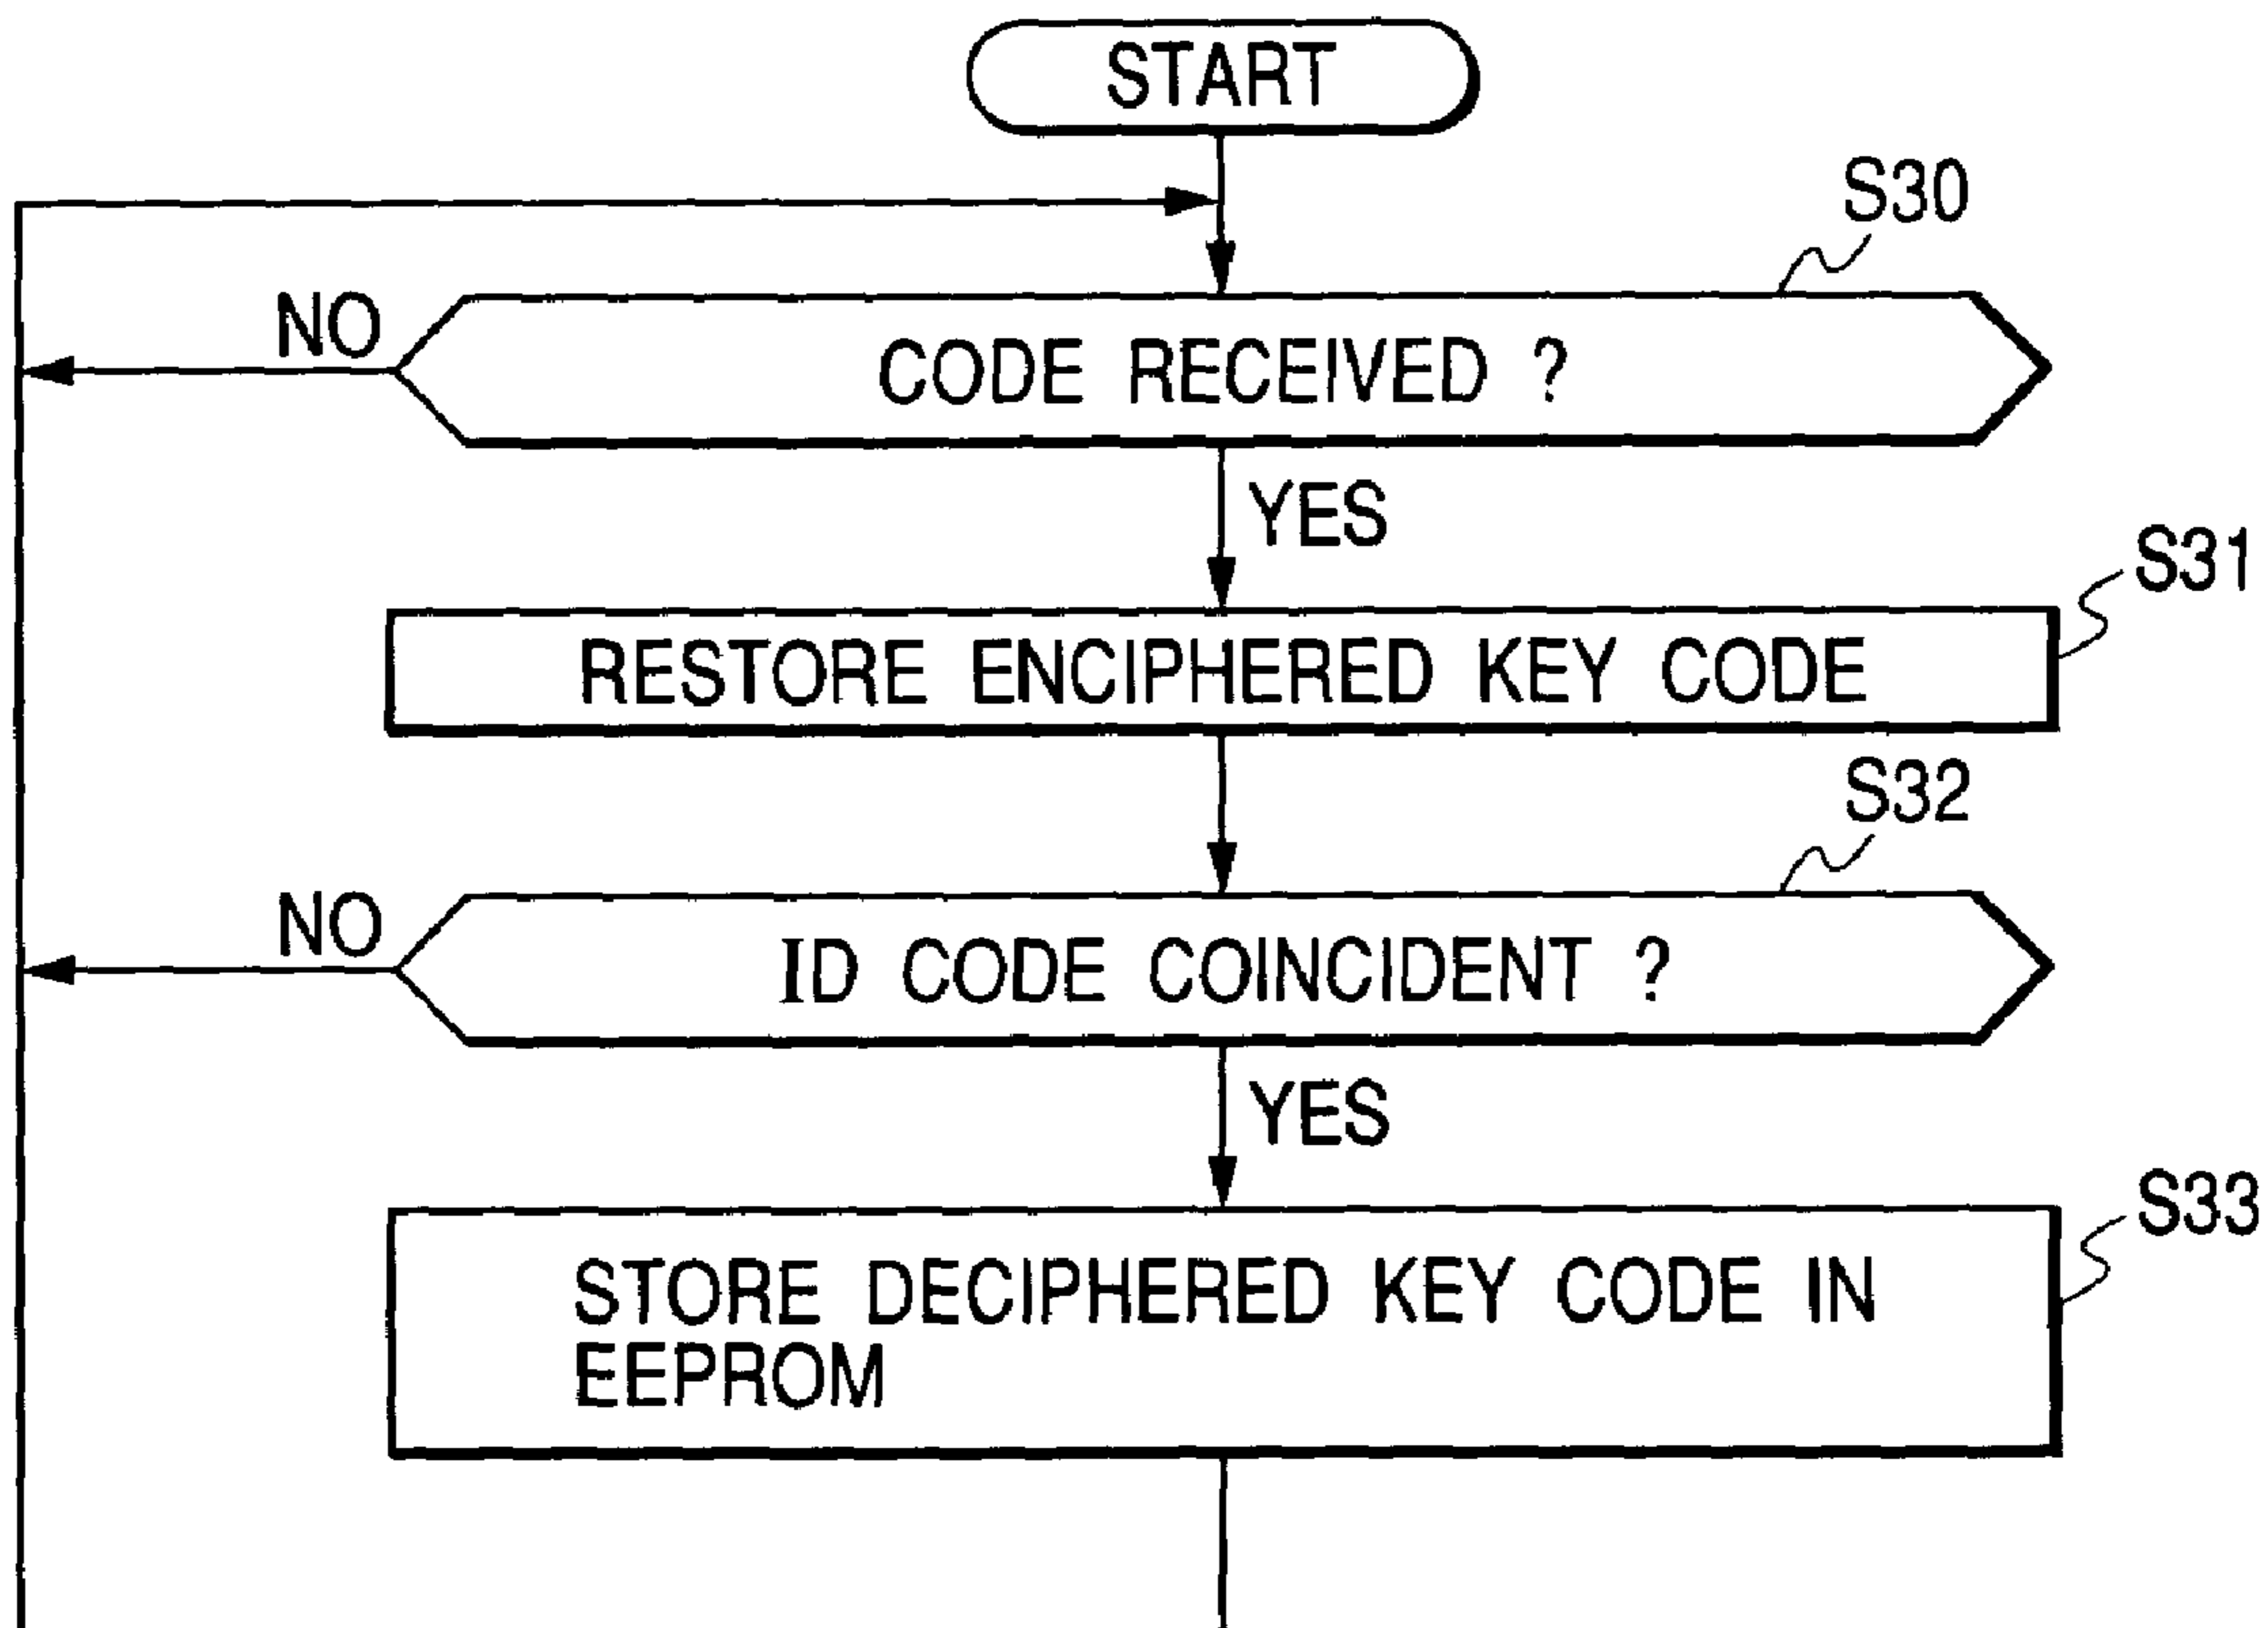 START
S30
NO
CODE RECEIVED ?
YES
S31
RESTORE ENCIPHERED KEY CODE
S32
NO
ID CODE COINCIDENT ?
YES
S33
STORE DECIPHERED KEY CODE IN
EEPROM